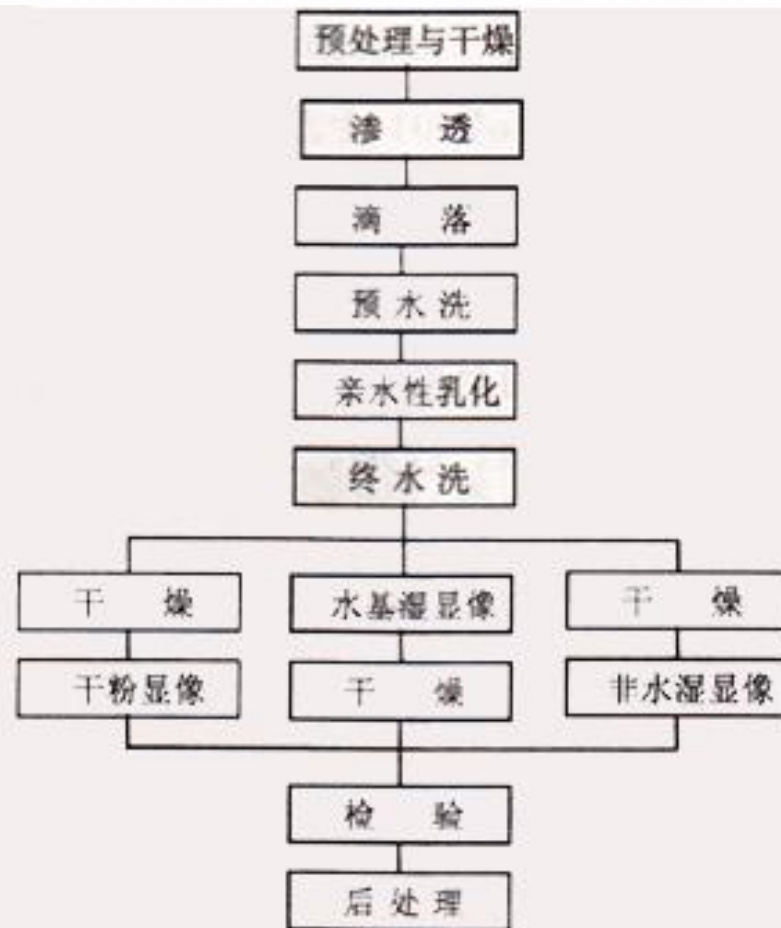 预处理与干燥
渗 透
滴 落
预水洗
亲水性乳化
终水洗
干 燥
水基湿显像
干 燥
干粉显像
干 燥
非水湿显像
检 验
后处理